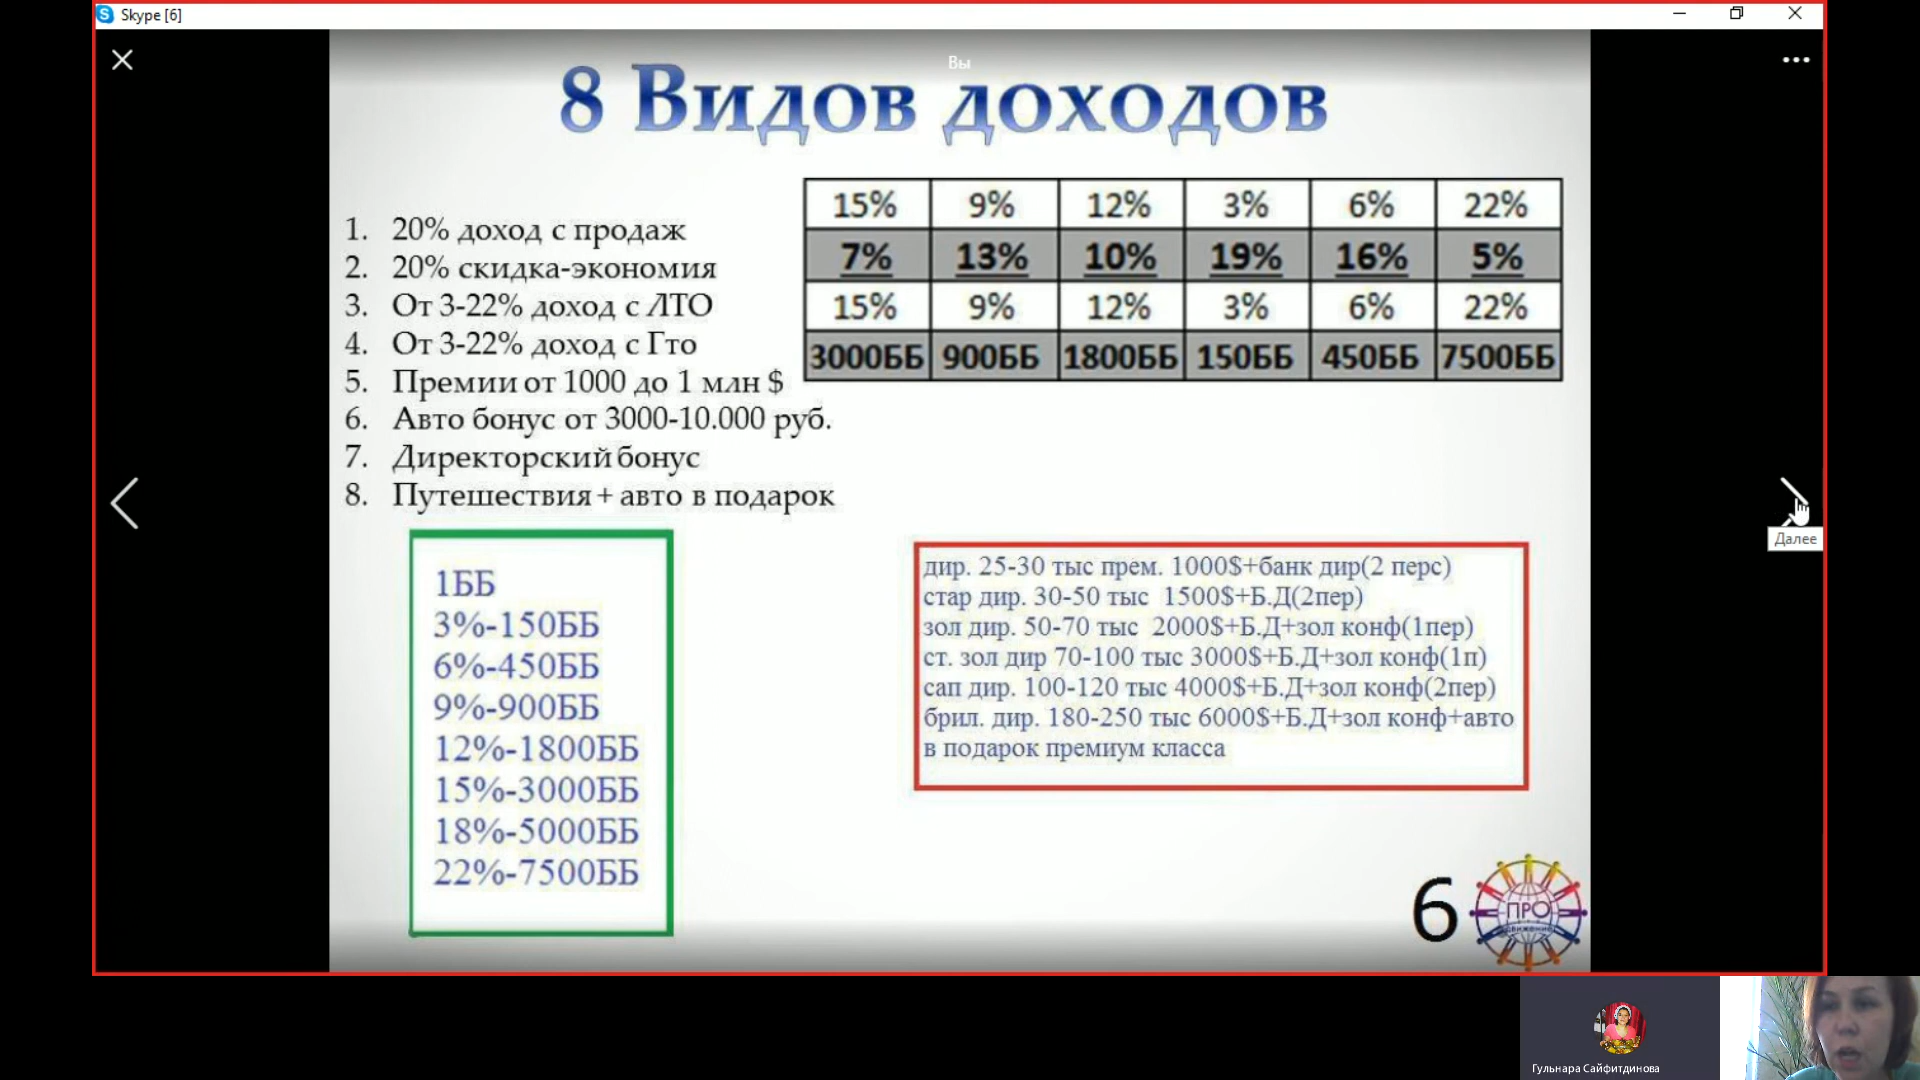 Skype [6]
Вы
8 Видов доходов
1. 20% доход с продаж
2. 20% скидка-экономия
3. От 3-22% доход с ЛТО
4. От 3-22% доход с Гто
5. Премии от 1000 до 1 млн $
6. Авто бонус от 3000-10.000 руб.
7. Директорский бонус
8. Путешествия + авто в подарок
15% 9% 12% 3% 6% 22%
7% 13% 10% 19% 16% 5%
15% 9% 12% 3% 6% 22%
3000ББ 900ББ 1800ББ 150ББ 450ББ 7500ББ
1ББ
3%-150ББ
6%-450ББ
9%-900ББ
12%-1800ББ
15%-3000ББ
18%-5000ББ
22%-7500ББ
дир. 25-30 тыс прем. 1000$+банк дир(2 перс)
стар дир. 30-50 тыс 1500$+Б.Д(2пер)
зол дир. 50-70 тыс 2000$+Б.Д+зол конф(1пер)
ст. зол дир 70-100 тыс 3000$+Б.Д+зол конф(1п)
сап дир. 100-120 тыс 4000$+Б.Д+зол конф(2пер)
брил. дир. 180-250 тыс 6000$+Б.Д+зол конф+авто
в подарок премиум класса
Далее
6
ПРО
движение
Гульнара Сайфитдинова